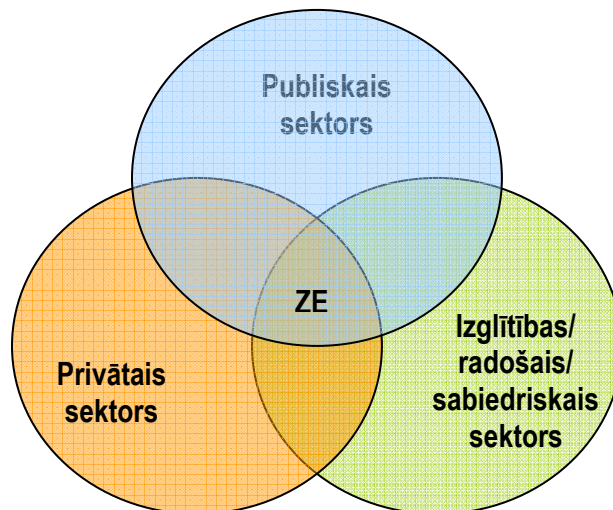 Publiskais
sektors
ZE
Privātais
sektors
Izglītības/
radošais/
sabiedriskais
sektors